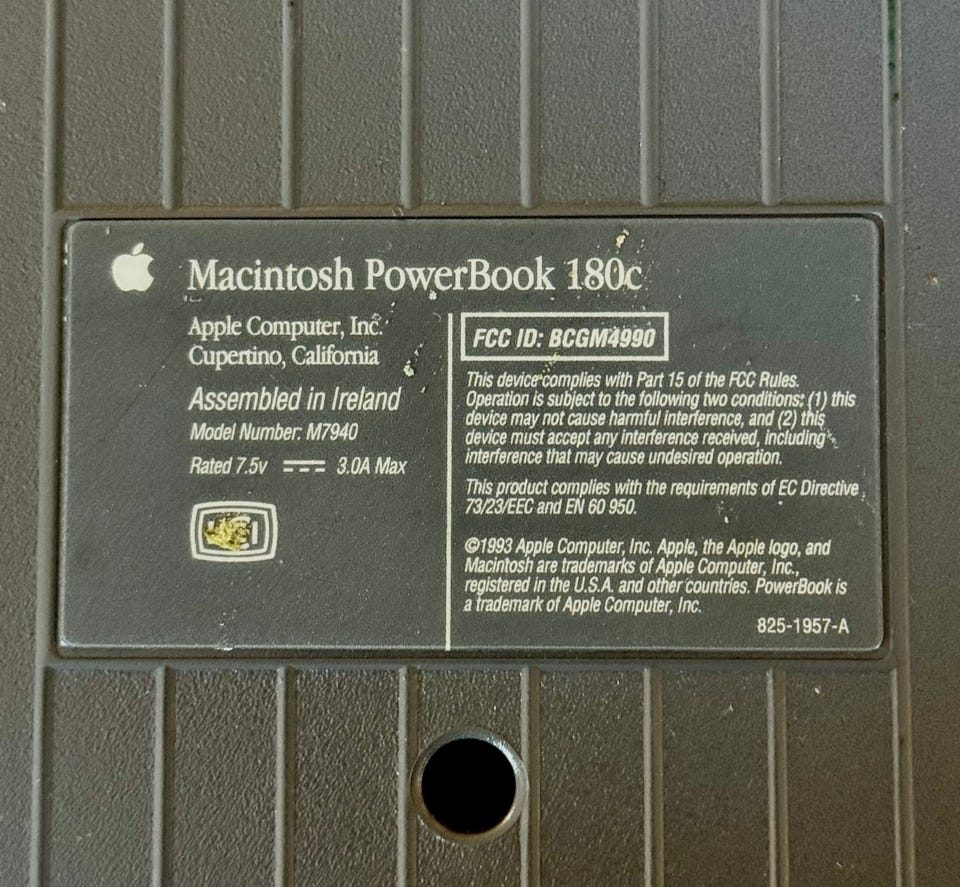 Macintosh PowerBook 180c
Apple Computer, Inc.
Cupertino, California
Assembled in Ireland
Model Number: M7940
Rated 7.5v 3.0A Max
FCC ID: BCGM4990
This device complies with Part 15 of the FCC Rules.
Operation is subject to the following two conditions: (1) this
device may not cause harmful interference, and (2) this
device must accept any interference received, including
interference that may cause undesired operation.
This product complies with the requirements of EC Directive
73/23/EEC and EN 60 950.
©1993 Apple Computer, Inc. Apple, the Apple logo, and
Macintosh are trademarks of Apple Computer, Inc.,
registered in the U.S.A. and other countries. PowerBook is
a trademark of Apple Computer, Inc.
825-1957-A